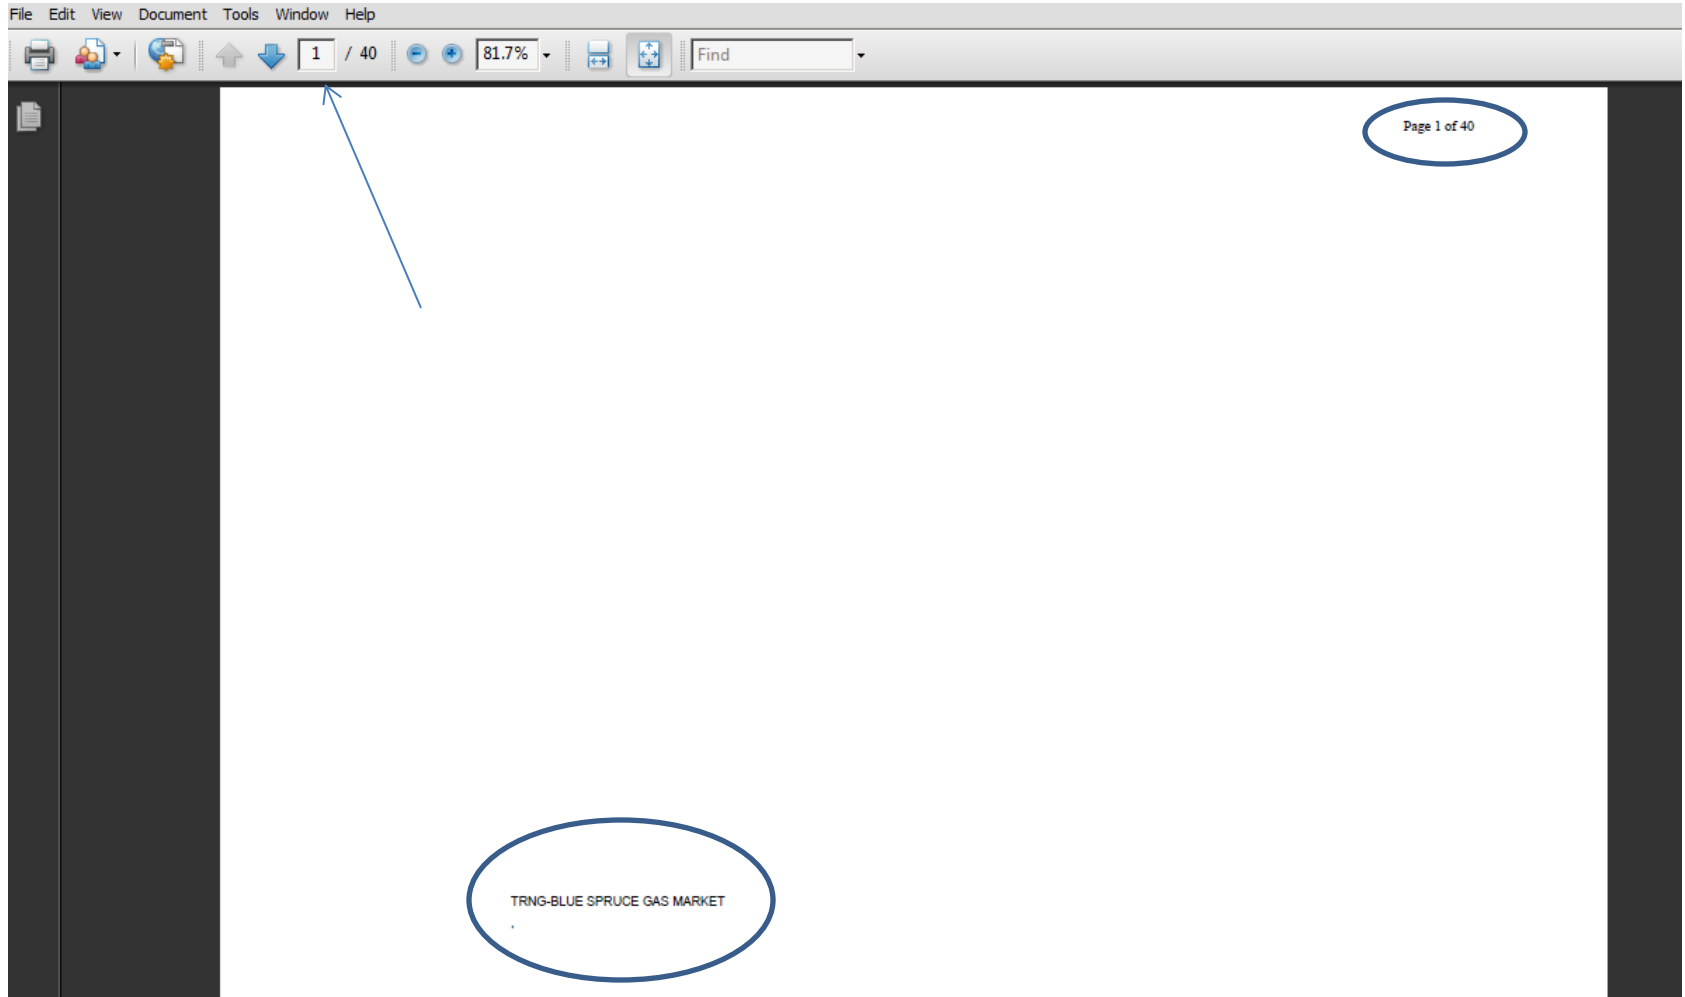 File Edit View Document Tools Window Help
1 / 40 81.7% Find
Page 1 of 40
TRNG-BLUE SPRUCE GAS MARKET